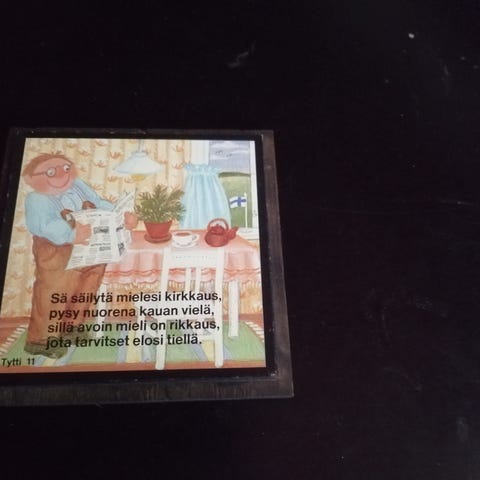 Sä säilytä mielesi kirkkaus,
pysy nuorena kauan vielä,
sillä avoin mieli on rikkaus,
jota tarvitset elosi tiellä.
Tytti 11